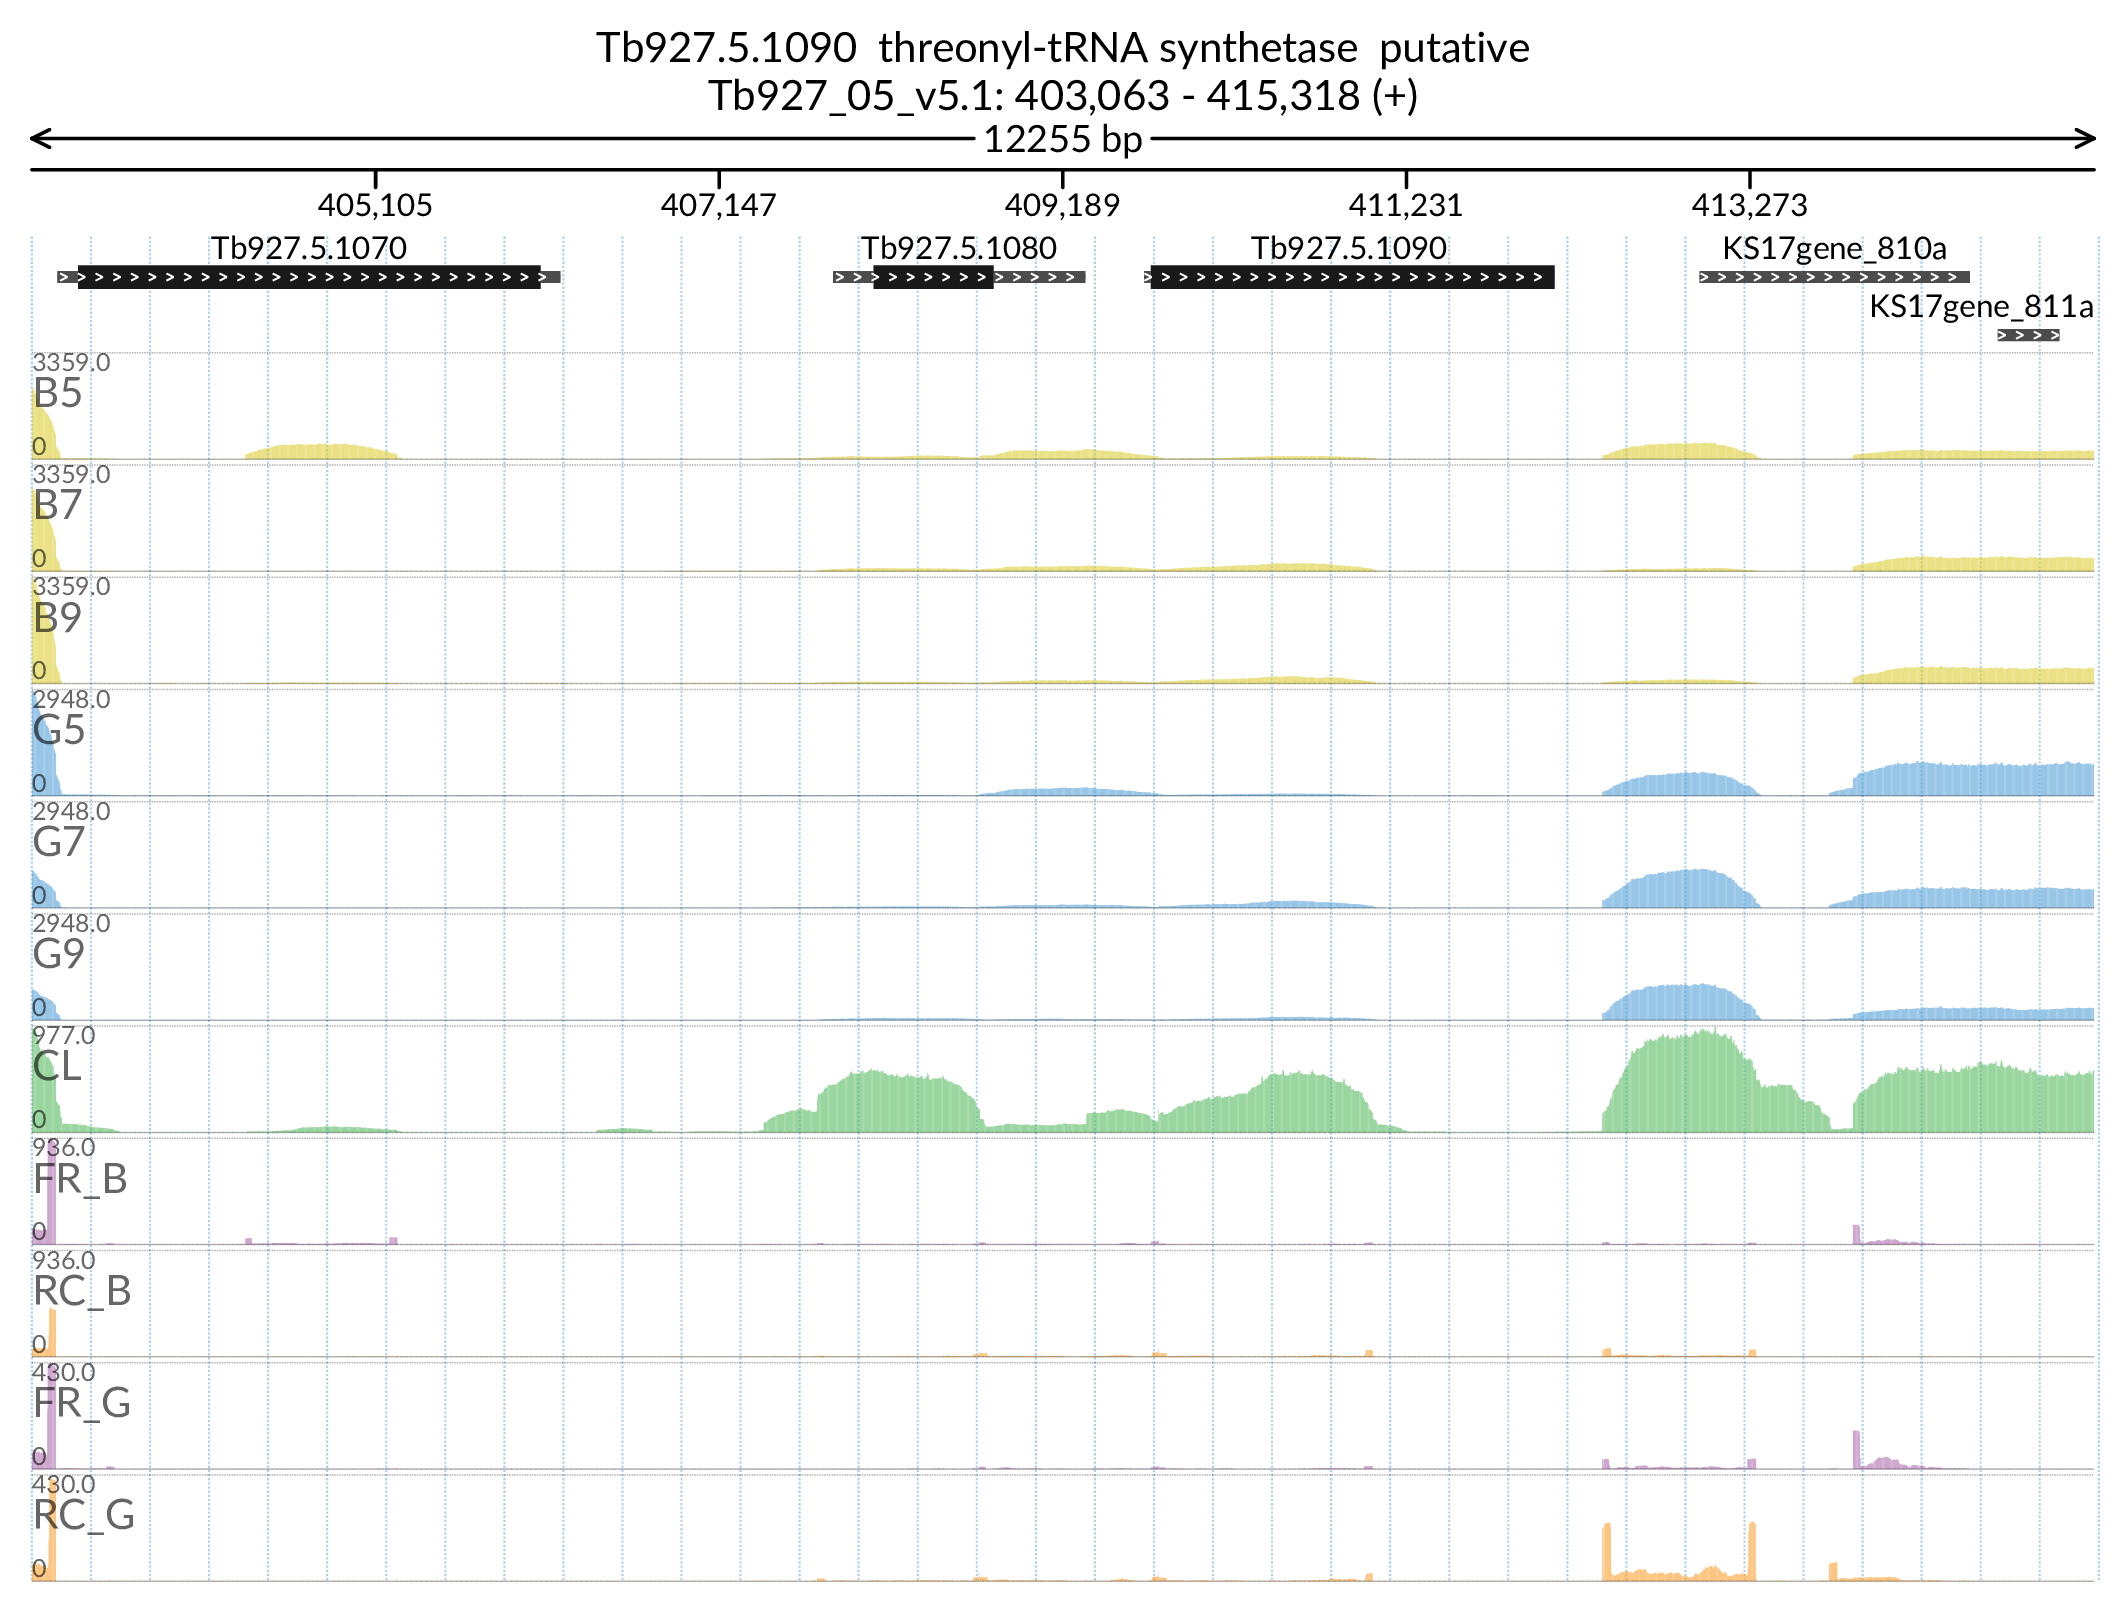 Tb927.5.1090 threonyl-tRNA synthetase putative
Tb927_05_v5.1: 403,063 - 415,318 (+)
12255 bp
405,105 407,147 409,189 411,231 413,273
Tb927.5.1070 Tb927.5.1080 Tb927.5.1090 KS17gene_810a
KS17gene_811a
3359.0
B5
0
3359.0
B7
0
3359.0
B9
0
2948.0
G5
0
2948.0
G7
0
2948.0
G9
0
977.0
CL
0
936.0
FR_B
0
936.0
RC_B
0
430.0
FR_G
0
430.0
RC_G
0